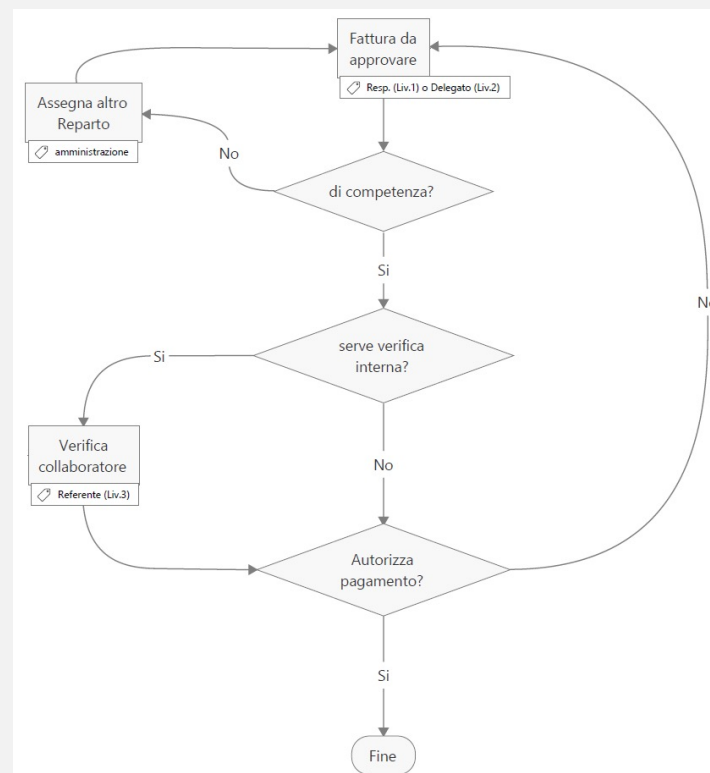 Fattura da
approvare
Resp. (Liv.1) o Delegato (Liv.2)
Assegna altro
Reparto
amministrazione
No
di competenza?
Si
No
serve verifica
interna?
Si
Verifica
collaboratore
Referente (Liv.3)
No
Autorizza
pagamento?
Si
Fine